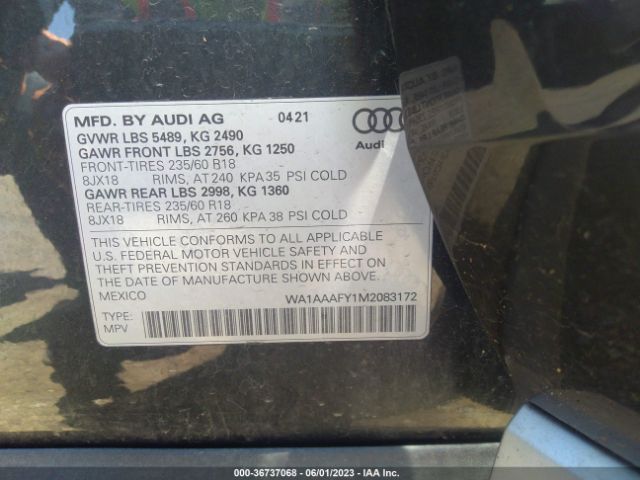 MFD. BY AUDI AG 04 21
GVWR LBS 5489, KG 2490
GAWR FRONT LBS 2756, KG 1250
FRONT-TIRES 235/60 R18
8JX18 RIMS, AT 240 KPA 35 PSI COLD
GAWR REAR LBS 2998, KG 1360
REAR-TIRES 235/60 R18
8JX18 RIMS, AT 260 KPA 38 PSI COLD
Audi
THIS VEHICLE CONFORMS TO ALL APPLICABLE
U.S. FEDERAL MOTOR VEHICLE SAFETY AND
THEFT PREVENTION STANDARDS IN EFFECT ON
THE DATE OF MANUFACTURE SHOWN ABOVE.
MEXICO WA1AAAFY1M2083172
TYPE:
MPV
000-36737068 - 06/01/2023 - IAA Inc.